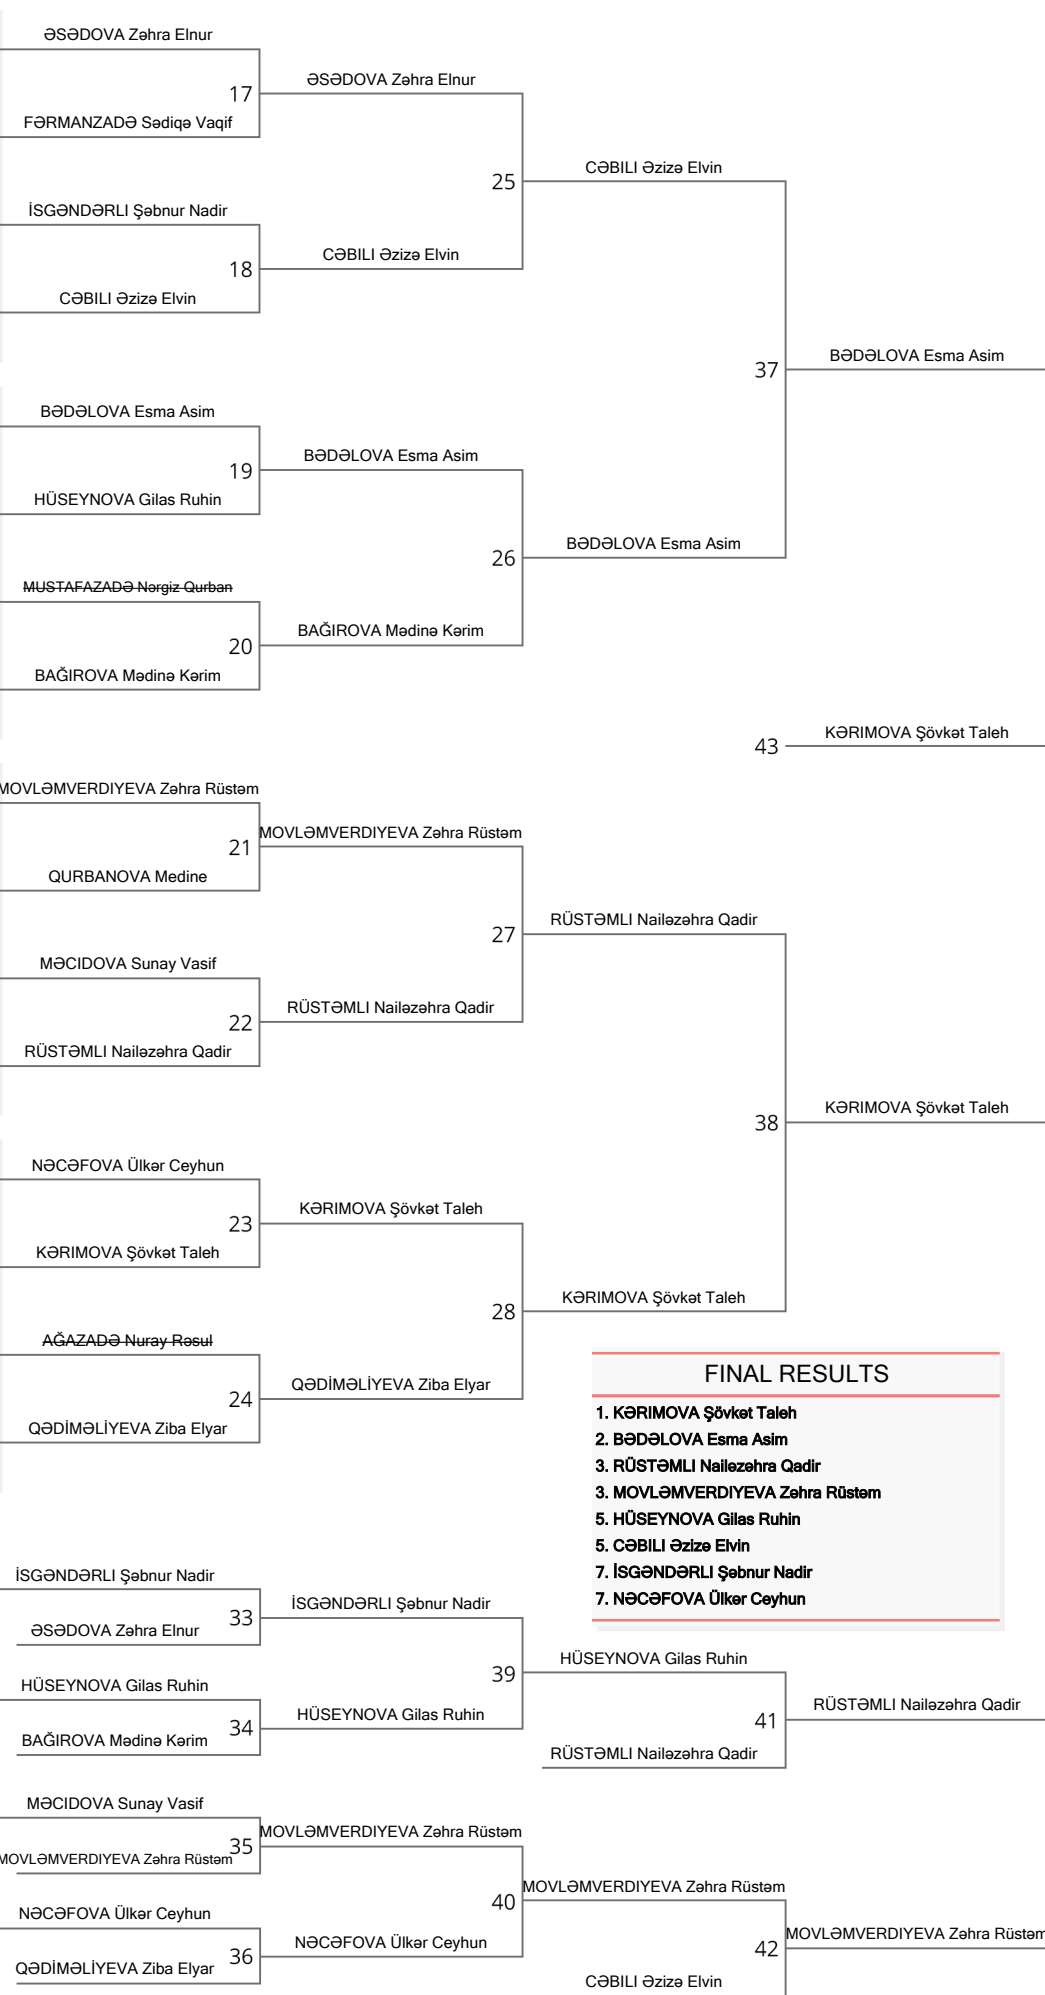 ƏSƏDOVA Zəhra Elnur
17
FƏRMANZADƏ Sədiqə Vaqif
ƏSƏDOVA Zəhra Elnur
25
CƏBILI Əzizə Elvin
İSGƏNDƏRLI Şəbnur Nadir
18
CƏBILI Əzizə Elvin
CƏBILI Əzizə Elvin
37
BƏDƏLOVA Esma Asim
BƏDƏLOVA Esma Asim
19
HÜSEYNOVA Gilas Ruhin
BƏDƏLOVA Esma Asim
26
BƏDƏLOVA Esma Asim
MUSTAFAZADƏ Nərgiz Qurban
20
BAĞIROVA Mədinə Kərim
BAĞIROVA Mədinə Kərim
43
KƏRIMOVA Şövkət Taleh
MOVLƏMVERDIYEVA Zəhra Rüstəm
21
QURBANOVA Medine
MOVLƏMVERDIYEVA Zəhra Rüstəm
27
RÜSTƏMLI Nailəzəhra Qadir
MƏCIDOVA Sunay Vasif
22
RÜSTƏMLI Nailəzəhra Qadir
RÜSTƏMLI Nailəzəhra Qadir
38
KƏRIMOVA Şövkət Taleh
NƏCƏFOVA Ülkər Ceyhun
23
KƏRIMOVA Şövkət Taleh
KƏRIMOVA Şövkət Taleh
28
KƏRIMOVA Şövkət Taleh
AĞAZADƏ Nuray Rəsul
24
QƏDİMƏLİYEVA Ziba Elyar
QƏDİMƏLİYEVA Ziba Elyar
FINAL RESULTS
1. KƏRIMOVA Şövkət Taleh
2. BƏDƏLOVA Esma Asim
3. RÜSTƏMLI Nailəzəhra Qadir
3. MOVLƏMVERDIYEVA Zəhra Rüstəm
5. HÜSEYNOVA Gilas Ruhin
5. CƏBILI Əzizə Elvin
7. İSGƏNDƏRLI Şəbnur Nadir
7. NƏCƏFOVA Ülkər Ceyhun
İSGƏNDƏRLI Şəbnur Nadir
33
ƏSƏDOVA Zəhra Elnur
İSGƏNDƏRLI Şəbnur Nadir
39
HÜSEYNOVA Gilas Ruhin
HÜSEYNOVA Gilas Ruhin
34
BAĞIROVA Mədinə Kərim
HÜSEYNOVA Gilas Ruhin
41
RÜSTƏMLI Nailəzəhra Qadir
RÜSTƏMLI Nailəzəhra Qadir
MƏCIDOVA Sunay Vasif
35
MOVLƏMVERDIYEVA Zəhra Rüstəm
MOVLƏMVERDIYEVA Zəhra Rüstəm
40
MOVLƏMVERDIYEVA Zəhra Rüstəm
NƏCƏFOVA Ülkər Ceyhun
36
QƏDİMƏLİYEVA Ziba Elyar
NƏCƏFOVA Ülkər Ceyhun
42
MOVLƏMVERDIYEVA Zəhra Rüstəm
CƏBILI Əzizə Elvin